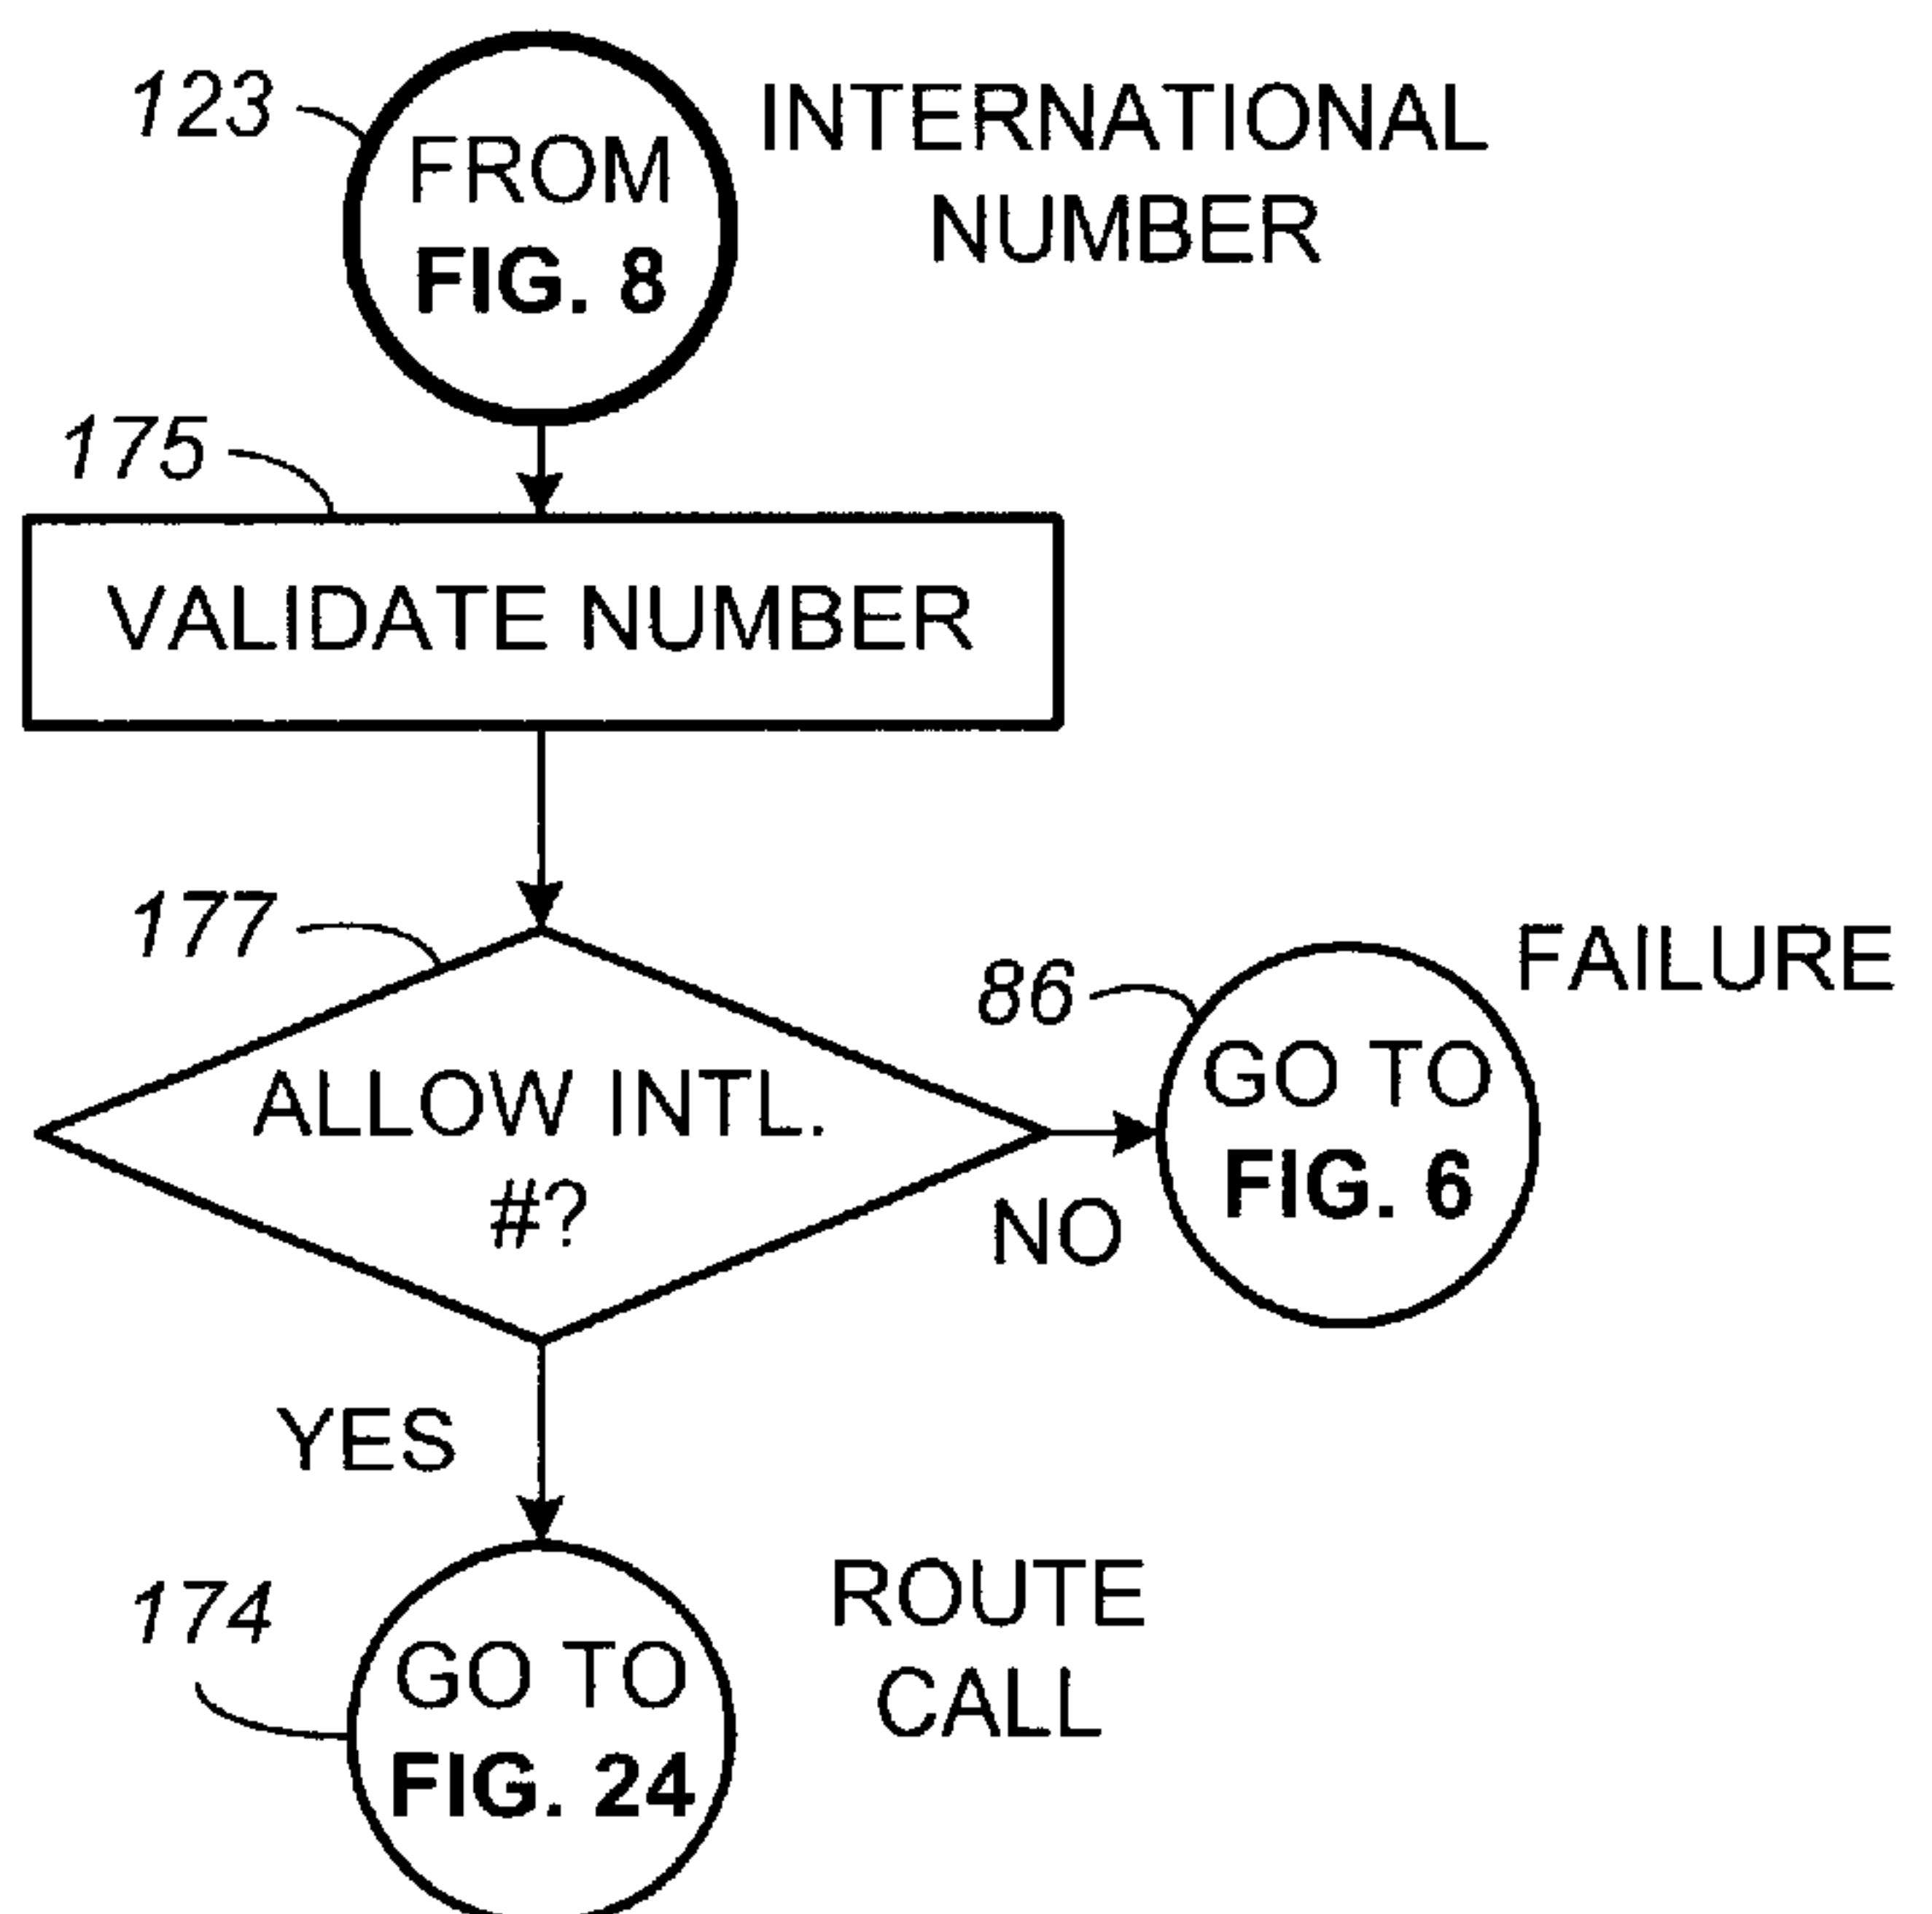 123
FROM
FIG. 8
INTERNATIONAL
NUMBER
175
VALIDATE NUMBER
177
ALLOW INTL.
#?
86
FAILURE
GO TO
FIG. 6
NO
YES
174
GO TO
FIG. 24
ROUTE
CALL